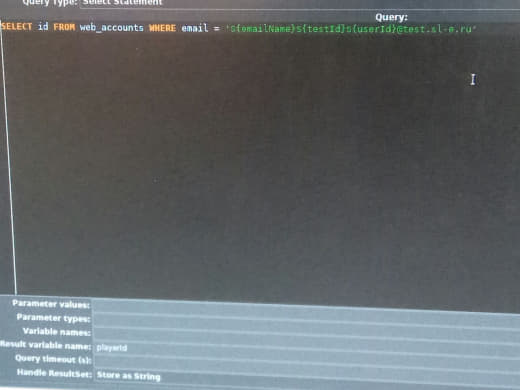 Query Type: Select Statement
Query:
SELECT id FROM web_accounts WHERE email = '${emailName}${testId}${userId}@test.xl-e.ru'
Parameter values:
Parameter types:
Variable names:
Result variable name: playerId
Query timeout (s):
Handle ResultSet: Store as String